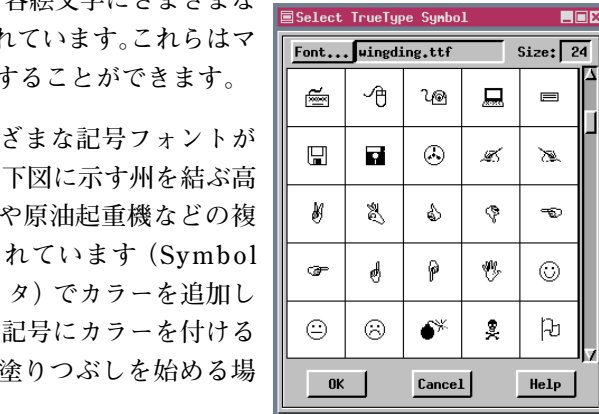 各絵文字にさまざまな
れています。これらはマ
することができます。
ざまな記号フォントが
下図に示す州を結ぶ高
や原油起重機などの複
れています（Symbol
タ）でカラーを追加し
記号にカラーを付ける
塗りつぶしを始める場
Select TrueType Symbol
Font... wingding.ttf Size: 24
OK Cancel Help